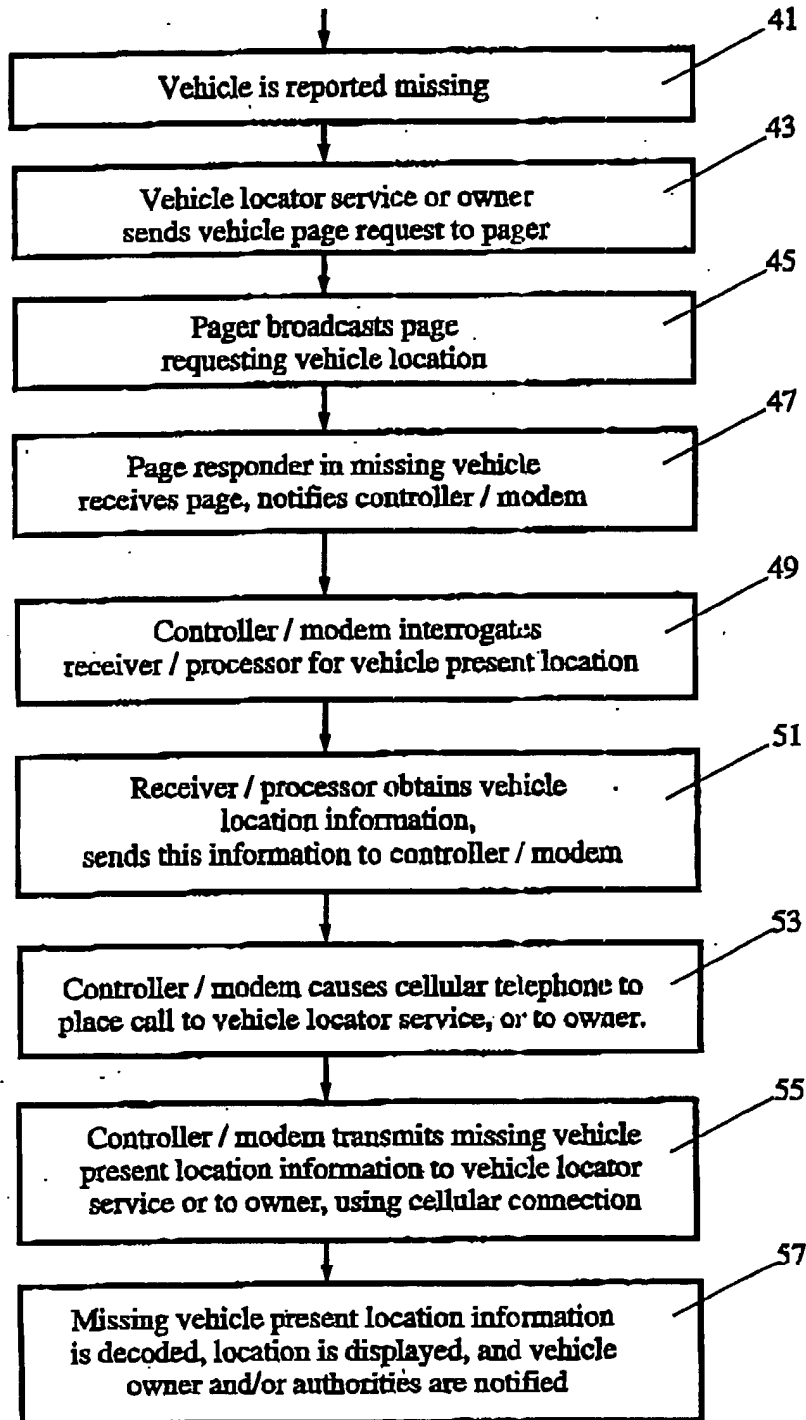 41
Vehicle is reported missing
43
Vehicle locator service or owner
sends vehicle page request to pager
45
Pager broadcasts page
requesting vehicle location
47
Page responder in missing vehicle
receives page, notifies controller / modem
49
Controller / modem interrogates
receiver / processor for vehicle present location
51
Receiver / processor obtains vehicle
location information,
sends this information to controller / modem
53
Controller / modem causes cellular telephone to
place call to vehicle locator service, or to owner.
55
Controller / modem transmits missing vehicle
present location information to vehicle locator
service or to owner, using cellular connection
57
Missing vehicle present location information
is decoded, location is displayed, and vehicle
owner and/or authorities are notified